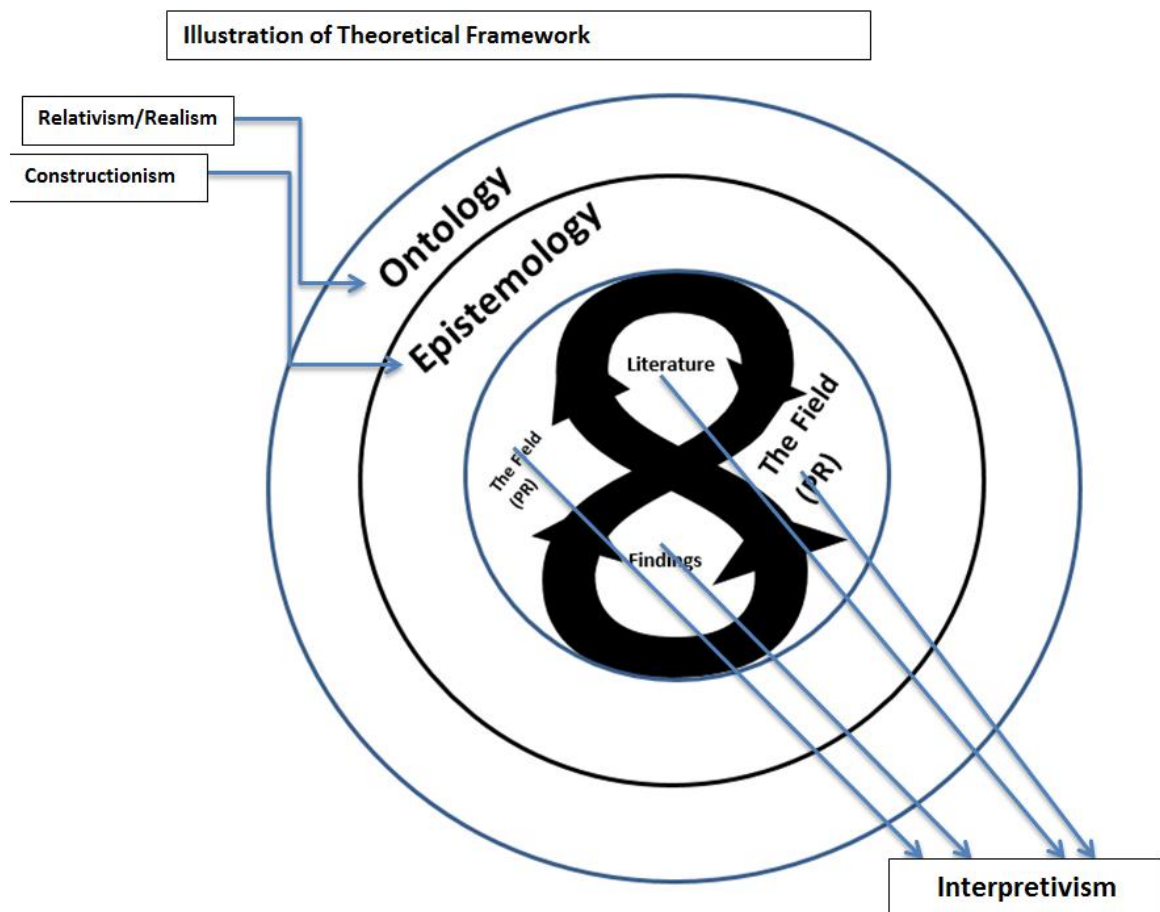 Illustration of Theoretical Framework
Relativism/Realism
Constructionism
Ontology
Epistemology
Literature
The Field
(PR)
The Field
(PR)
Findings
Interpretivism